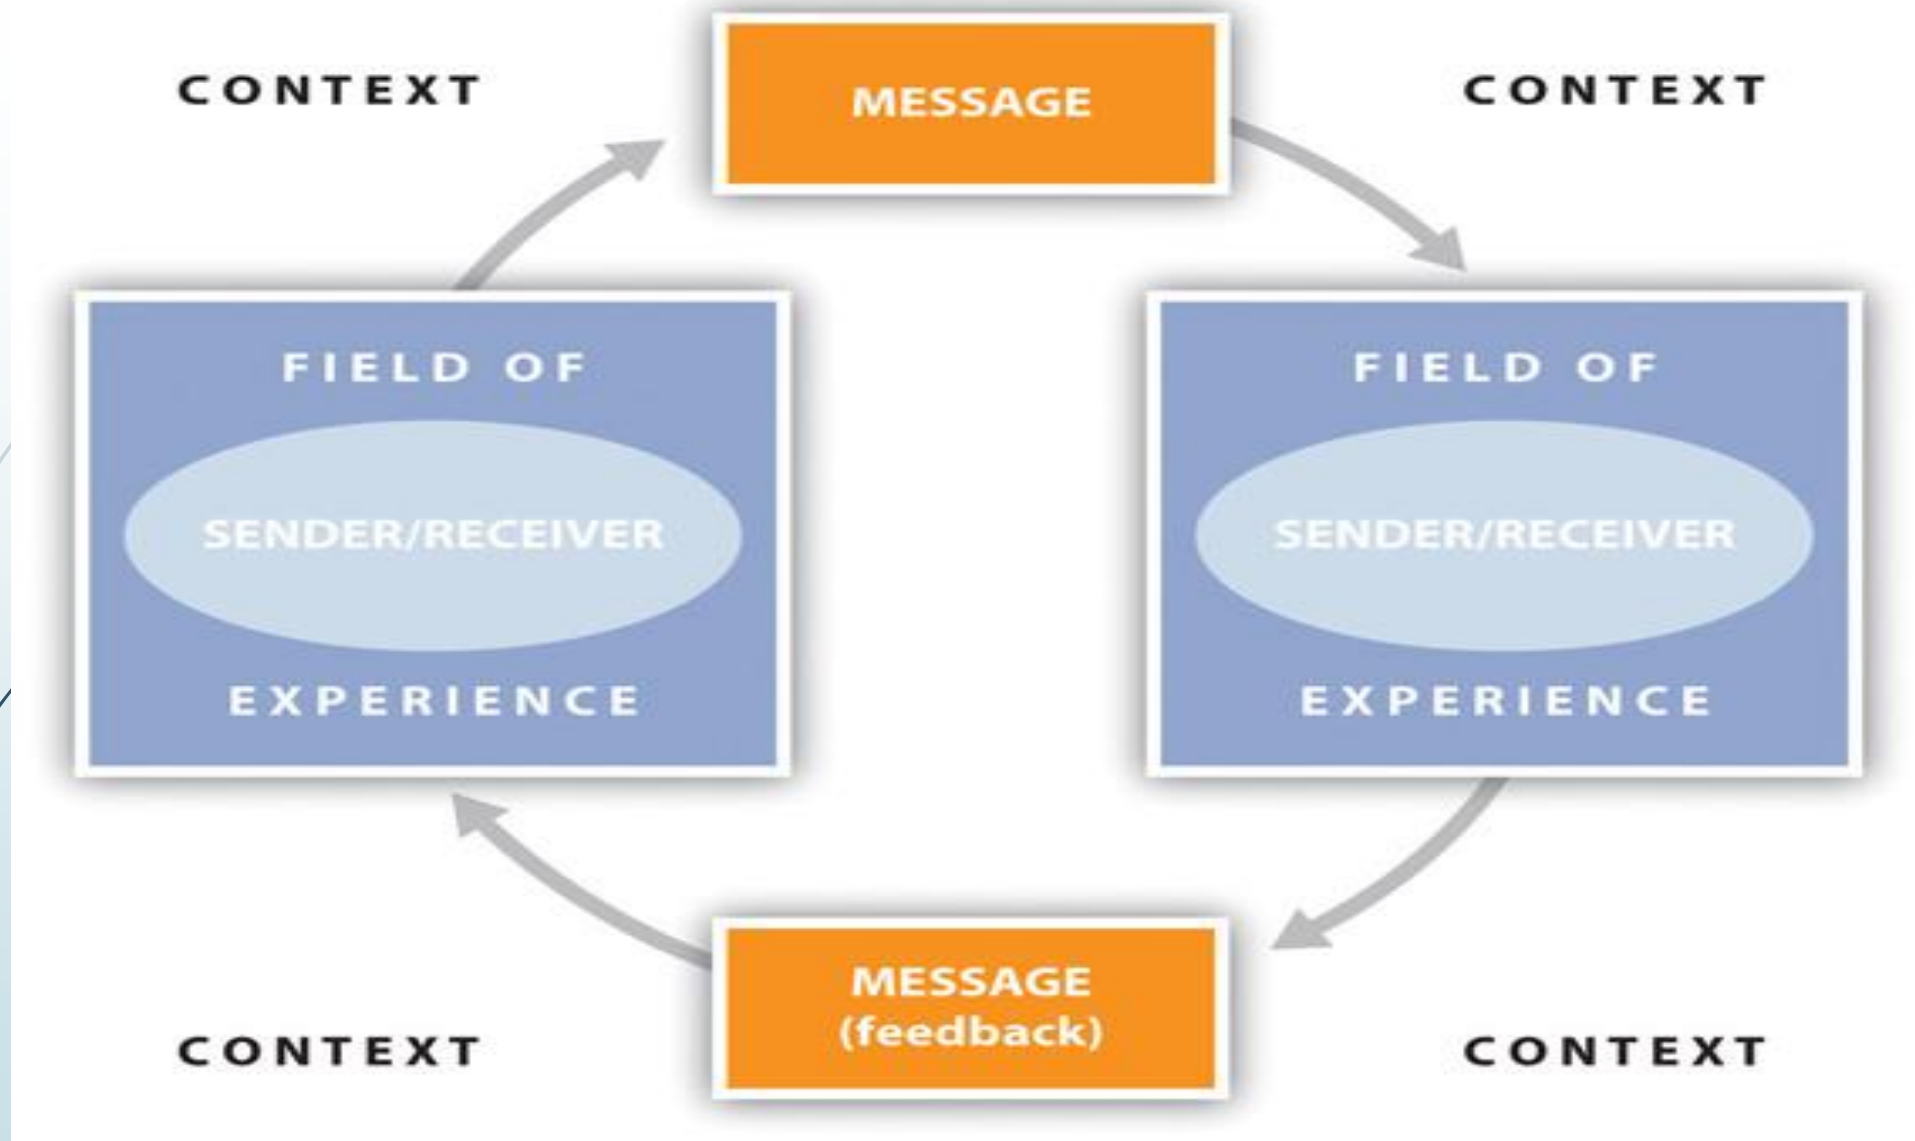 CONTEXT
MESSAGE
CONTEXT
FIELD OF
SENDER/RECEIVER
EXPERIENCE
FIELD OF
SENDER/RECEIVER
EXPERIENCE
MESSAGE
(feedback)
CONTEXT
CONTEXT